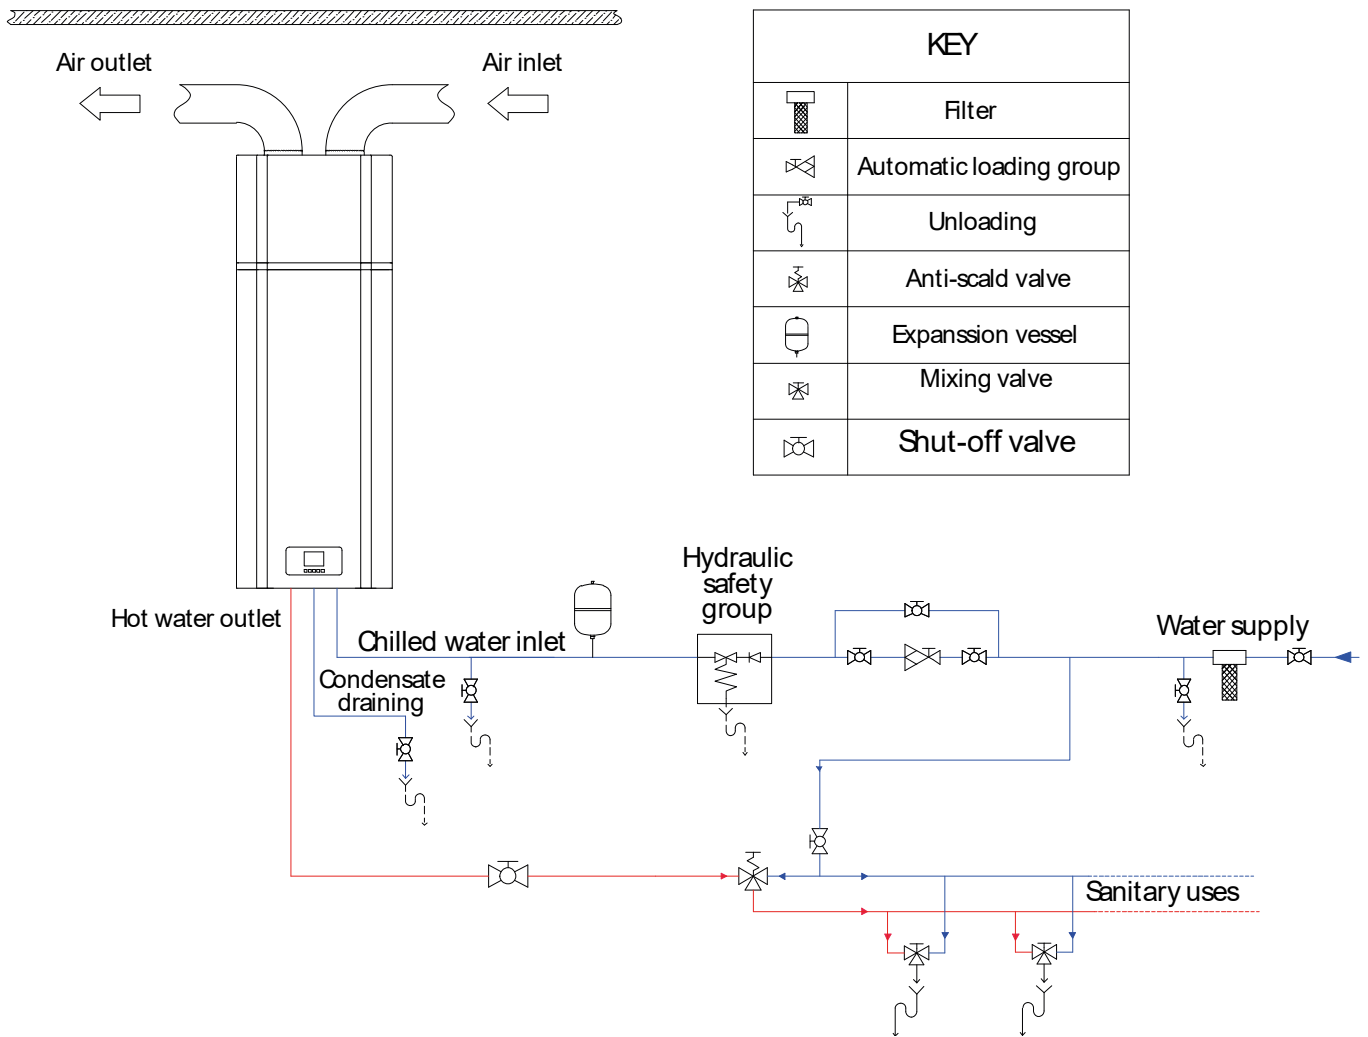 Air outlet
Air inlet
KEY
Filter
Automatic loading group
Unloading
Anti-scald valve
Expanssion vessel
Mixing valve
Shut-off valve
Hot water outlet
Chilled water inlet
Condensate
draining
Hydraulic
safety
group
Water supply
Sanitary uses